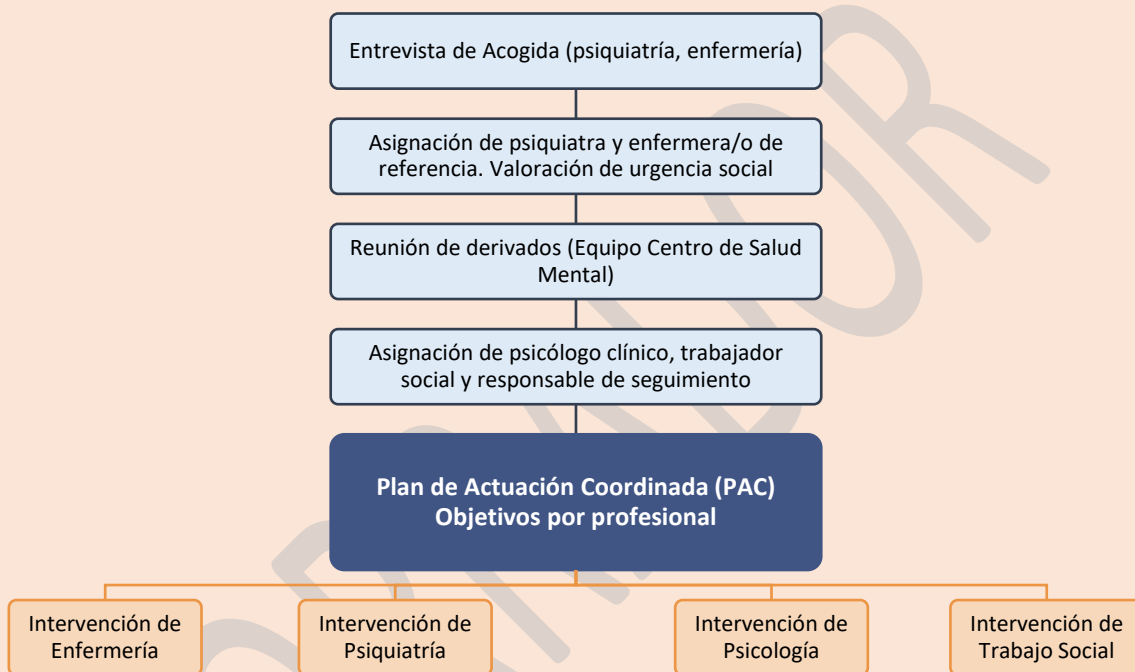 Entrevista de Acogida (psiquiatría, enfermería)
Asignación de psiquiatra y enfermera/o de
referencia. Valoración de urgencia social
Reunión de derivados (Equipo Centro de Salud
Mental)
Asignación de psicólogo clínico, trabajador
social y responsable de seguimiento
Plan de Actuación Coordinada (PAC)
Objetivos por profesional
Intervención de
Enfermería
Intervención de
Psiquiatría
Intervención de
Psicología
Intervención de
Trabajo Social